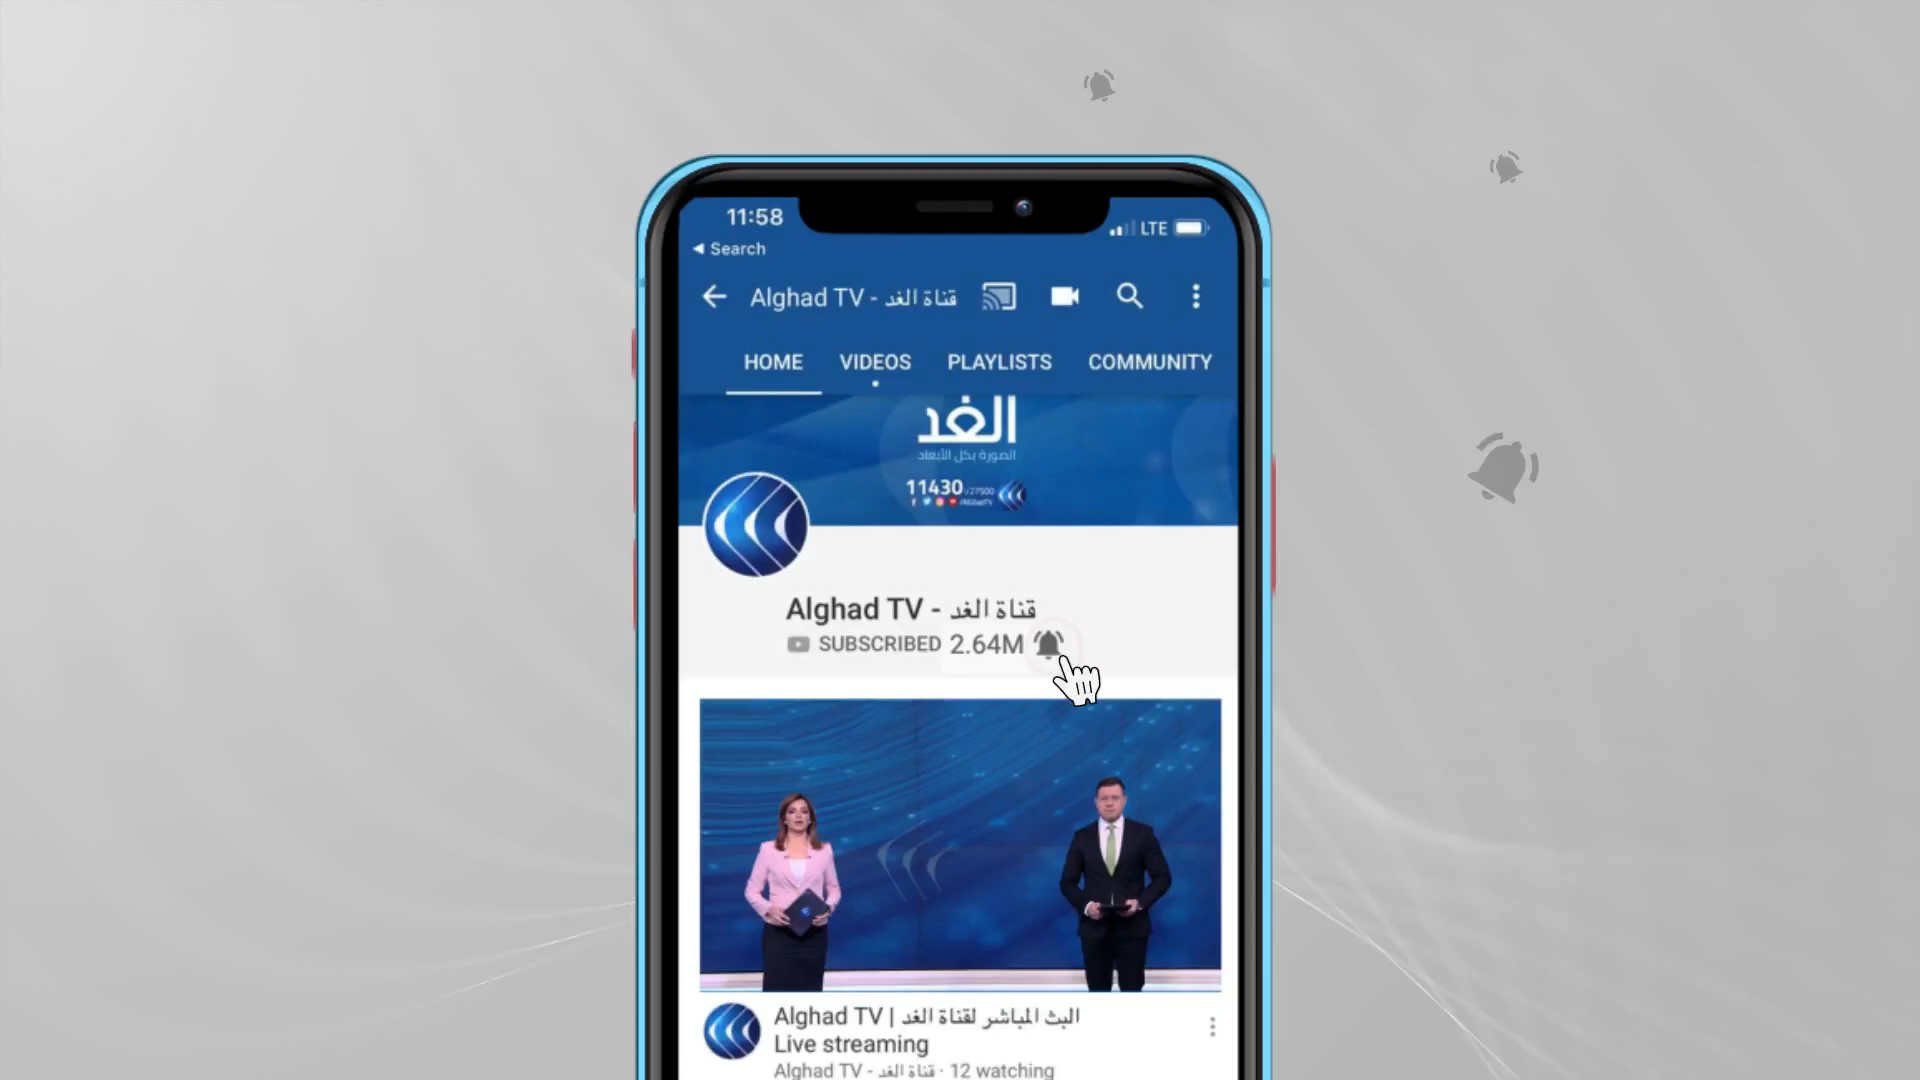 11:58
LTE
◄ Search
Alghad TV - قناة الغد
HOME VIDEOS PLAYLISTS COMMUNITY
الغد
الصورة بكل الأبعاد
11430 27500
Alghad TV - قناة الغد
SUBSCRIBED 2.64M
Alghad TV | البث المباشر لقناة الغد
Live streaming
Alghad TV - قناة الغد · 12 watching